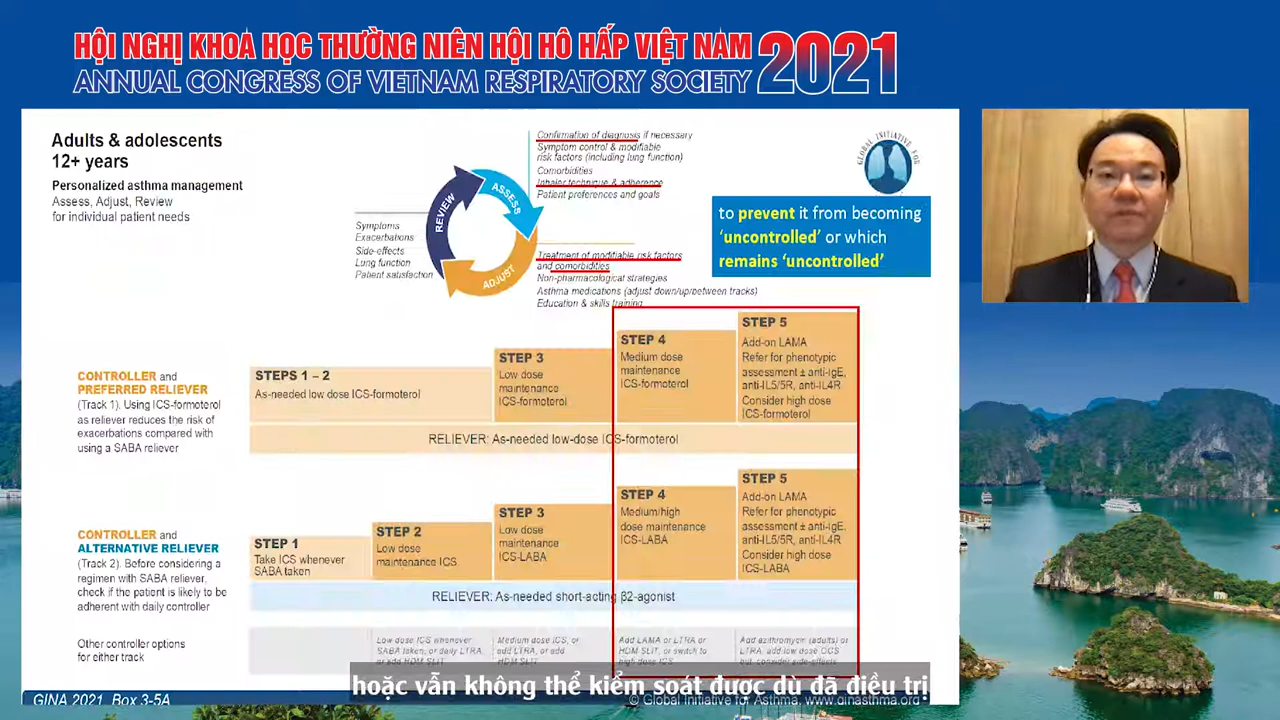 HỘI NGHỊ KHOA HỌC THƯỜNG NIÊN HỘI HÔ HẤP VIỆT NAM 2021
ANNUAL CONGRESS OF VIETNAM RESPIRATORY SOCIETY
Adults & adolescents
12+ years
Personalized asthma management
Assess, Adjust, Review
for individual patient needs
Symptoms
Exacerbations
Side-effects
Lung function
Patient satisfaction
REVIEW
ASSESS
ADJUST
Confirmation of diagnosis if necessary
Symptom control & modifiable
risk factors (including lung function)
Comorbidities
Inhaler technique & adherence
Patient preferences and goals
Treatment of modifiable risk factors
and comorbidities
Non-pharmacological strategies
Asthma medications (adjust down/up/between tracks)
Education & skills training
GLOBAL INITIATIVE FOR
to prevent it from becoming
‘uncontrolled’ or which
remains ‘uncontrolled’
CONTROLLER and
PREFERRED RELIEVER
(Track 1). Using ICS-formoterol
as reliever reduces the risk of
exacerbations compared with
using a SABA reliever
STEPS 1 – 2
As-needed low dose ICS-formoterol
STEP 3
Low dose
maintenance
ICS-formoterol
STEP 4
Medium dose
maintenance
ICS-formoterol
STEP 5
Add-on LAMA
Refer for phenotypic
assessment ± anti-IgE,
anti-IL5/5R, anti-IL4R
Consider high dose
ICS-formoterol
RELIEVER: As-needed low-dose ICS-formoterol
CONTROLLER and
ALTERNATIVE RELIEVER
(Track 2). Before considering a
regimen with SABA reliever,
check if the patient is likely to be
adherent with daily controller
STEP 1
Take ICS whenever
SABA taken
STEP 2
Low dose
maintenance ICS
STEP 3
Low dose
maintenance
ICS-LABA
STEP 4
Medium/high
dose maintenance
ICS-LABA
STEP 5
Add-on LAMA
Refer for phenotypic
assessment ± anti-IgE,
anti-IL5/5R, anti-IL4R
Consider high dose
ICS-LABA
RELIEVER: As-needed short-acting β2-agonist
Other controller options
for either track
Low dose ICS whenever
SABA taken, or daily LTRA,
or add HDM SLIT
Medium dose ICS, or
add LTRA, or add
HDM SLIT
Add LAMA or LTRA or
HDM SLIT, or switch to
high dose ICS
Add azithromycin (adults) or
LTRA; add low dose OCS
but consider side-effects
hoặc vẫn không thể kiểm soát được dù đã điều trị
GINA 2021, Box 3-5A
© Global Initiative for Asthma, www.ginasthma.org